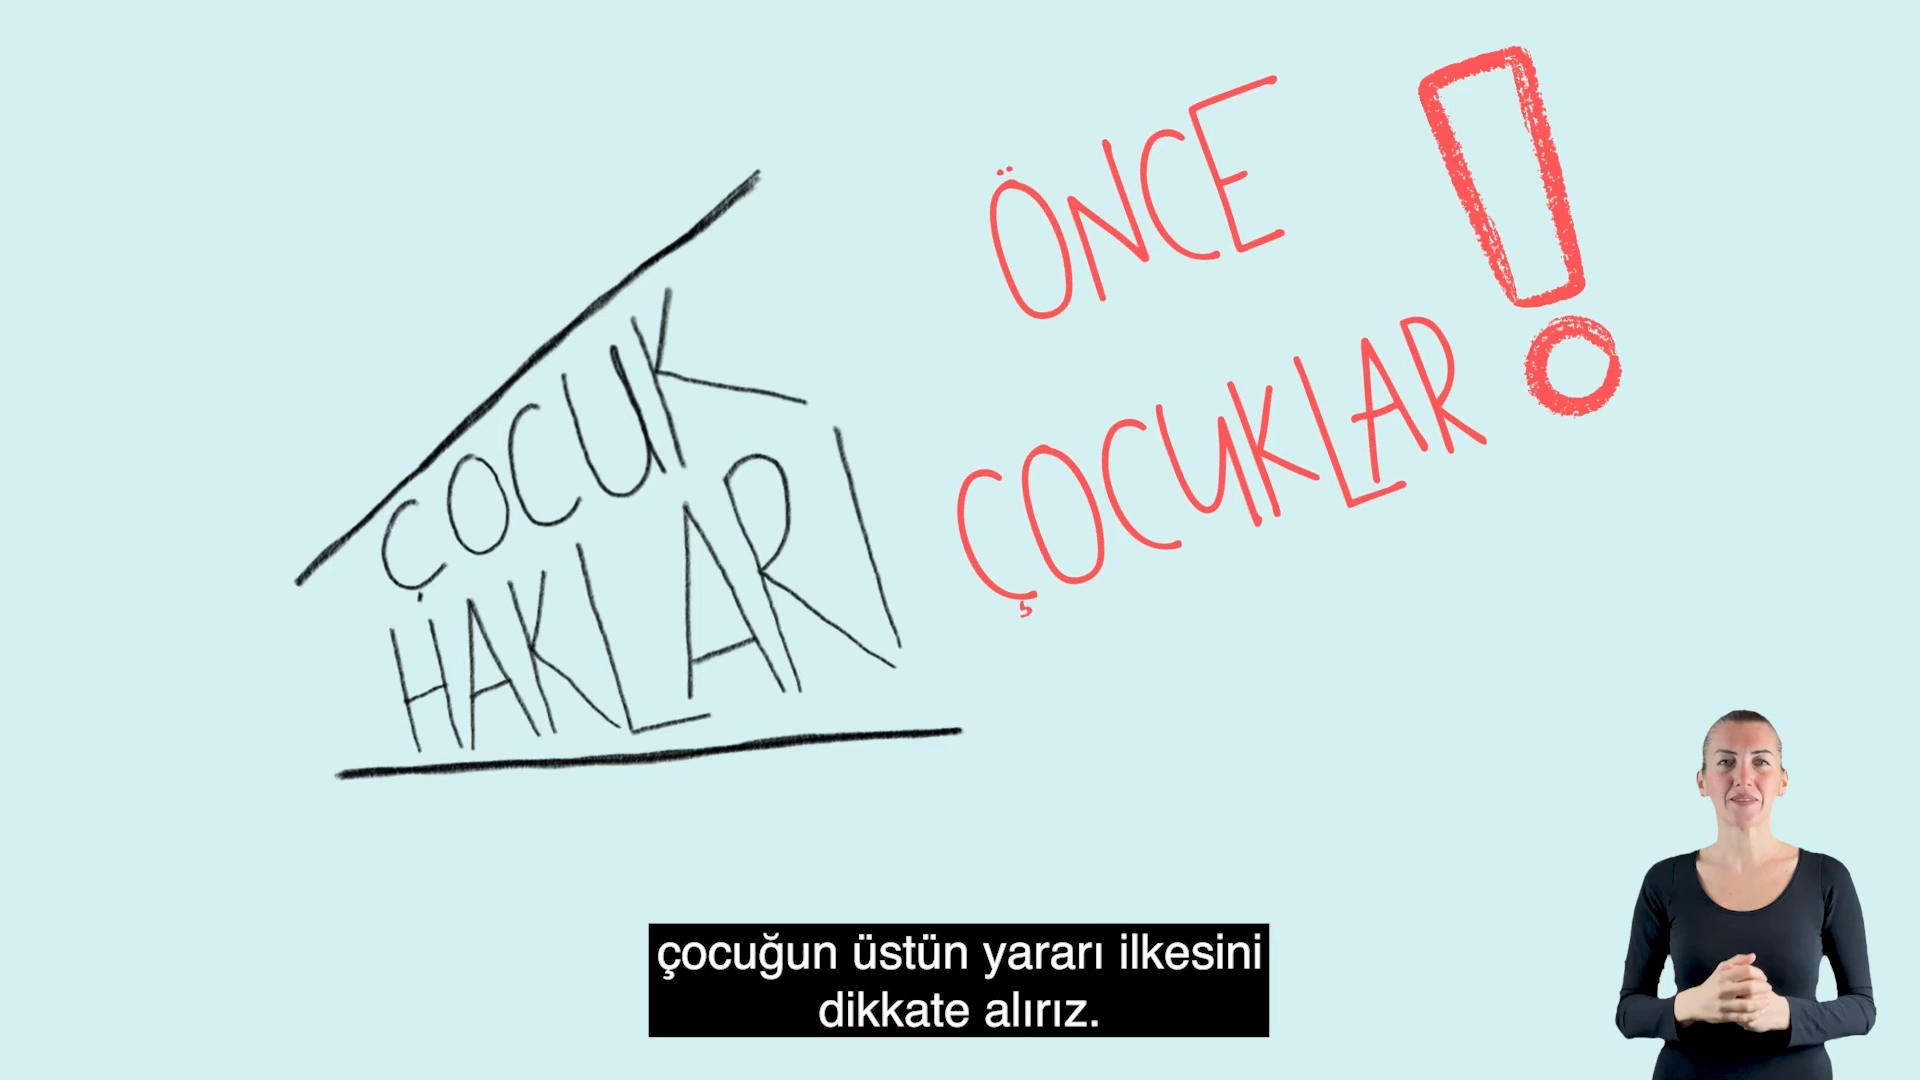 ÇOCUK
HAKLARI
ÖNCE
ÇOCUKLAR!
çocuğun üstün yararı ilkesini
dikkate alırız.